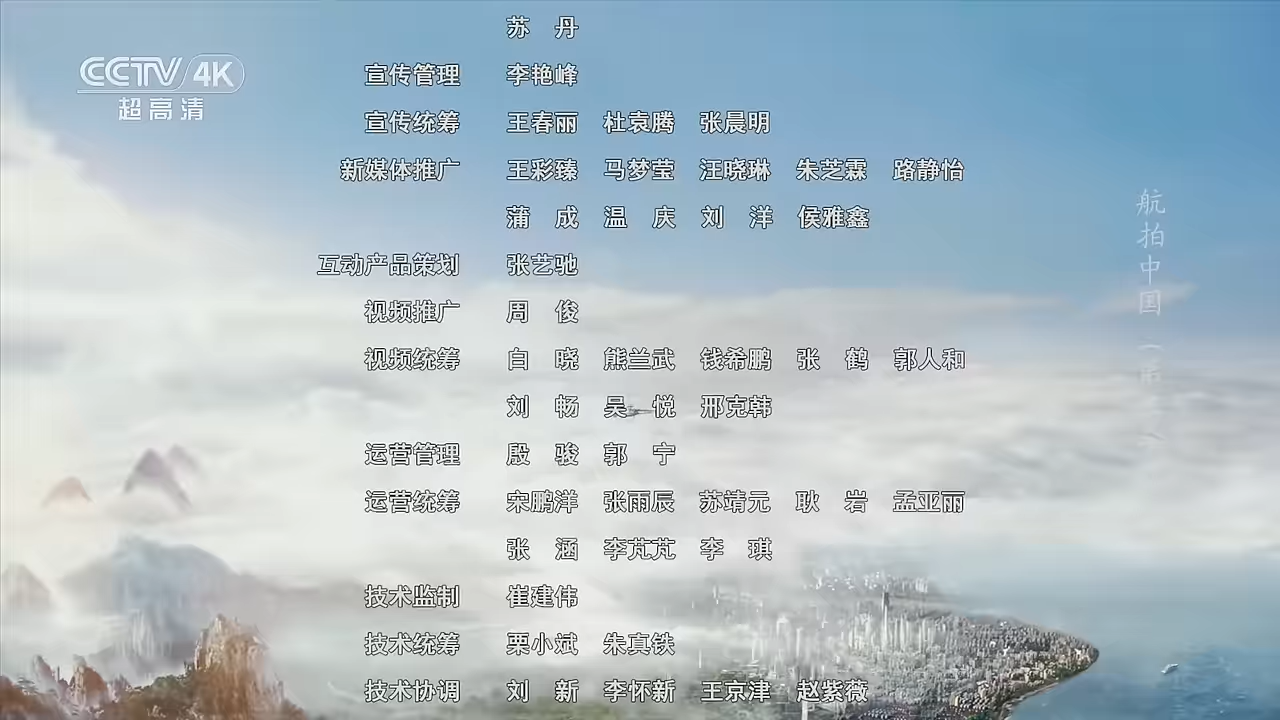 CCTV 4K
超高清
苏 丹
宣传管理 李艳峰
宣传统筹 王春丽 杜袁腾 张晨明
新媒体推广 王彩臻 马梦莹 汪晓琳 朱芝霖 路静怡
蒲 成 温 庆 刘 洋 侯雅鑫
互动产品策划 张艺驰
视频推广 周 俊
视频统筹 白 晓 熊兰武 钱希鹏 张 鹤 郭人和
刘 畅 吴 悦 邢克韩
运营管理 殷 骏 郭 宁
运营统筹 宋鹏洋 张雨辰 苏靖元 耿 岩 孟亚丽
张 涵 李芃芃 李 琪
技术监制 崔建伟
技术统筹 栗小斌 朱真铁
技术协调 刘 新 李怀新 王京津 赵紫薇
航拍中国